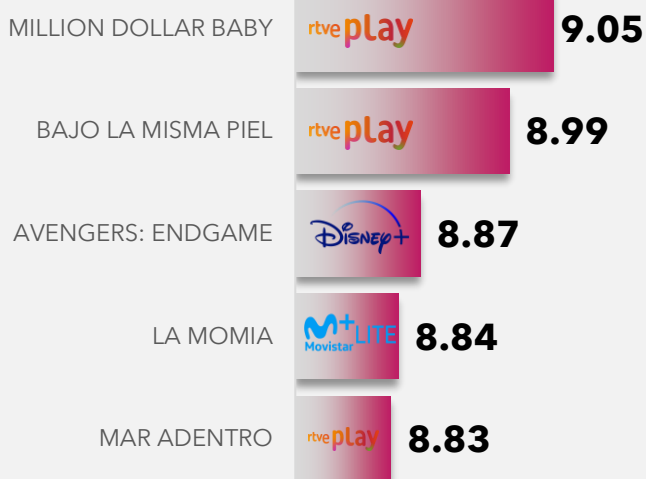 MILLION DOLLAR BABY rtve play 9.05
BAJO LA MISMA PIEL rtve play 8.99
AVENGERS: ENDGAME Disney+ 8.87
LA MOMIA M+ Movistar LITE 8.84
MAR ADENTRO rtve play 8.83